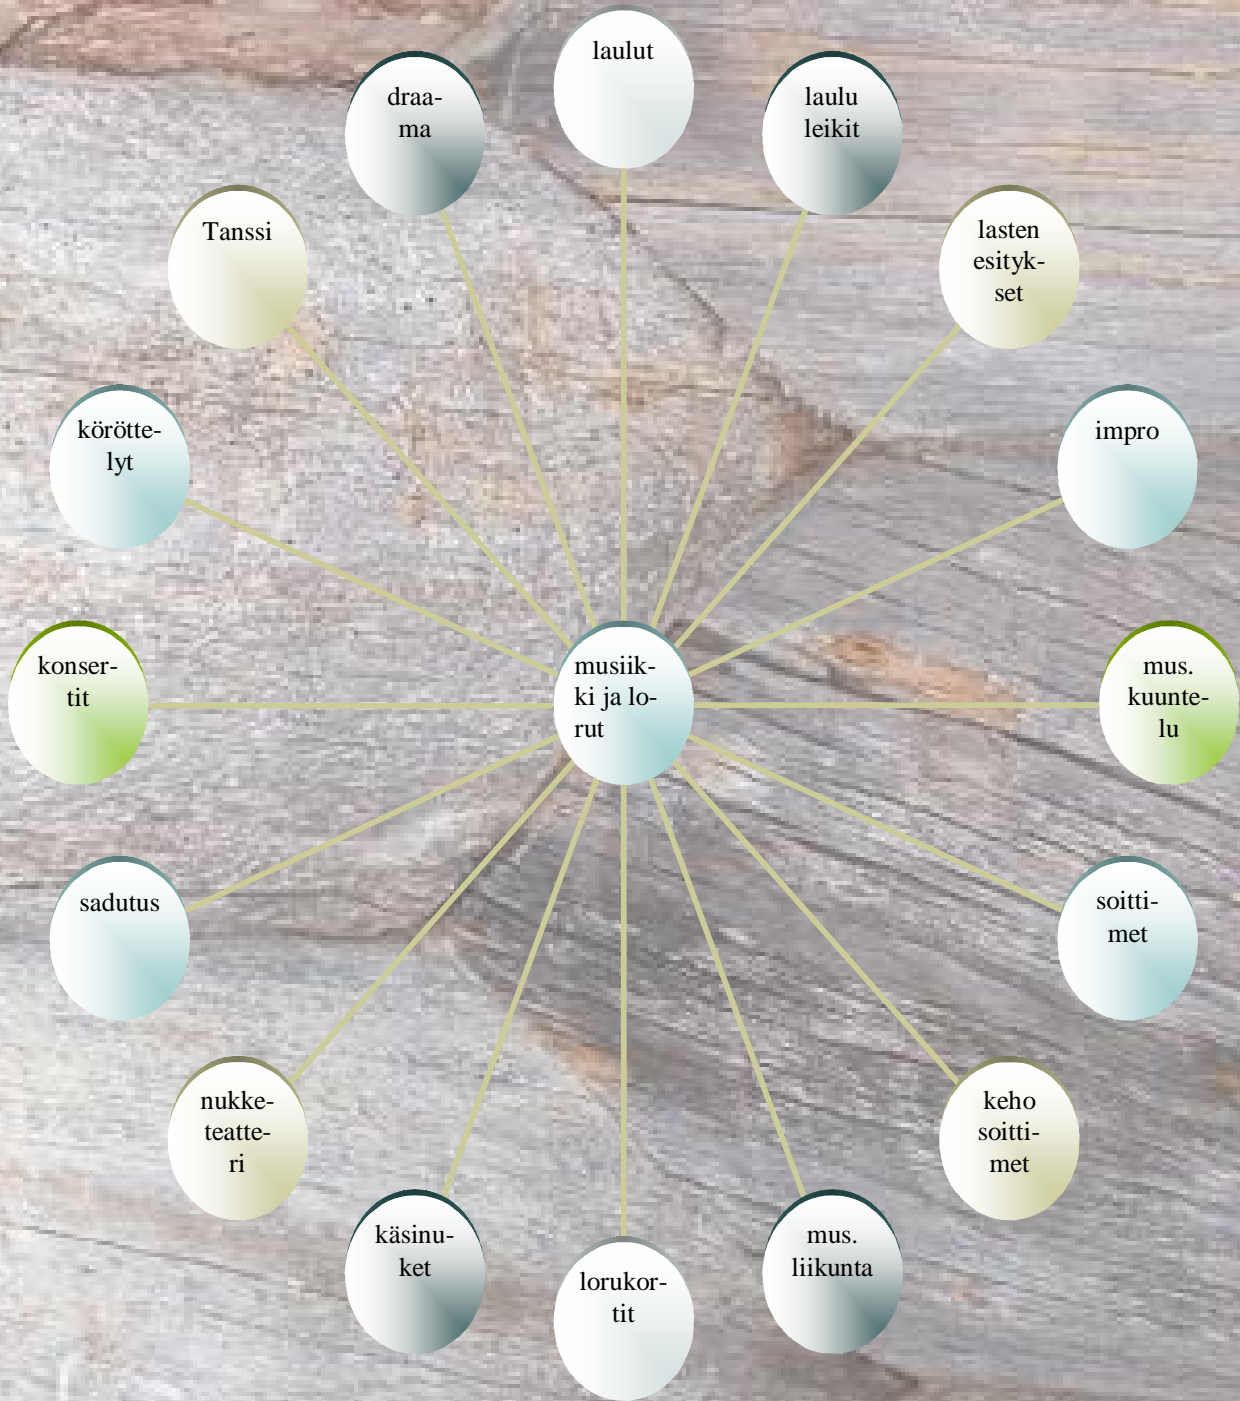 laulut
laulu
leikit
lasten
esityk-
set
impro
mus.
kuunte-
lu
soitti-
met
keho
soitti-
met
mus.
liikunta
lorukor-
tit
käsinu-
ket
nukke-
teatte-
ri
sadutus
konser-
tit
körötte-
lyt
Tanssi
draa-
ma
musiik-
ki ja lo-
rut